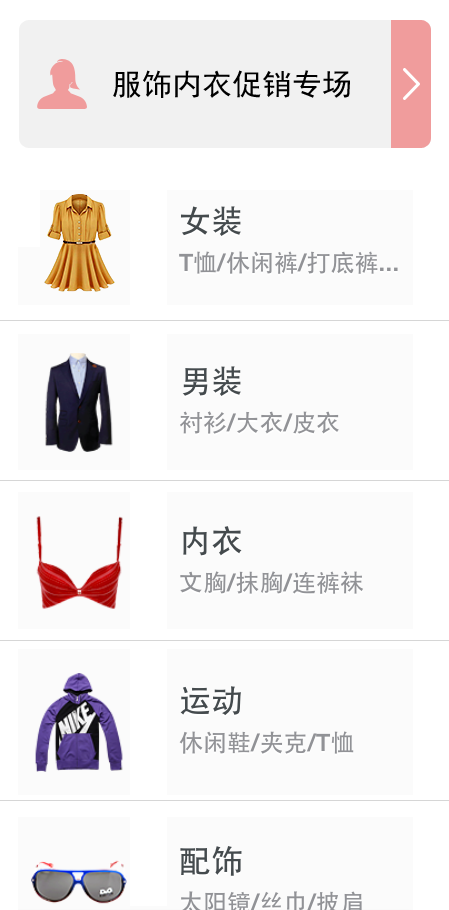 服饰内衣促销专场
女装
T恤/休闲裤/打底裤...
男装
衬衫/大衣/皮衣
内衣
文胸/抹胸/连裤袜
运动
休闲鞋/夹克/T恤
NIKE
配饰
D&G
太阳镜/丝巾/披肩